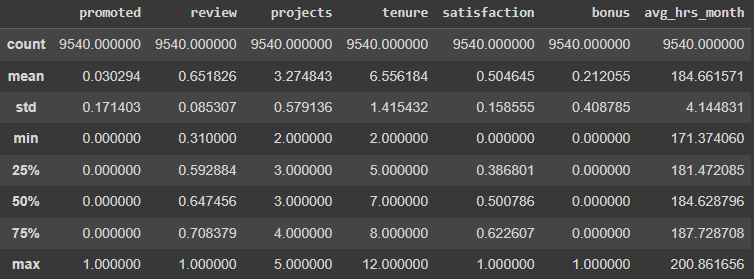 promoted review projects tenure satisfaction bonus avg_hrs_month
count 9540.000000 9540.000000 9540.000000 9540.000000 9540.000000 9540.000000 9540.000000
mean 0.030294 0.651826 3.274843 6.556184 0.504645 0.212055 184.661571
std 0.171403 0.085307 0.579136 1.415432 0.158555 0.408785 4.144831
min 0.000000 0.310000 2.000000 2.000000 0.000000 0.000000 171.374060
25% 0.000000 0.592884 3.000000 5.000000 0.386801 0.000000 181.472085
50% 0.000000 0.647456 3.000000 7.000000 0.500786 0.000000 184.628796
75% 0.000000 0.708379 4.000000 8.000000 0.622607 0.000000 187.728708
max 1.000000 1.000000 5.000000 12.000000 1.000000 1.000000 200.861656